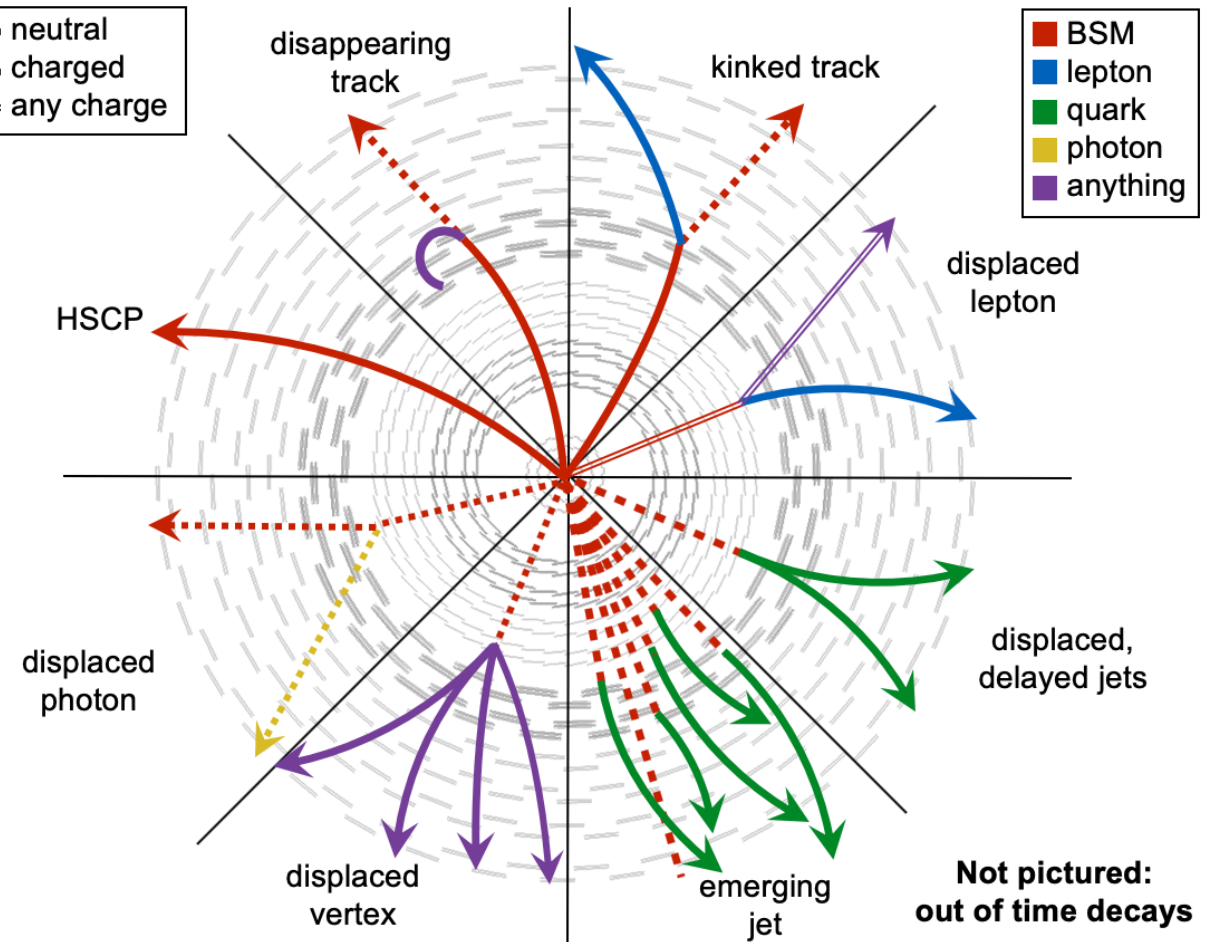 neutral
charged
any charge
disappearing
track
kinked track
BSM
lepton
quark
photon
anything
displaced
lepton
HSCP
displaced,
delayed jets
displaced
photon
displaced
vertex
emerging
jet
Not pictured:
out of time decays